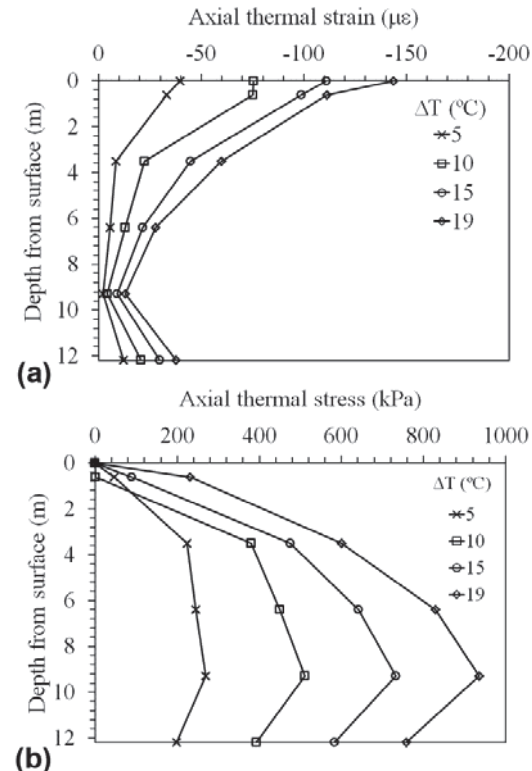 Axial thermal strain (με)
0 -50 -100 -150 -200
Depth from surface (m)
0
2
4
6
8
10
12
ΔT (ºC)
5
10
15
19
(a)
Axial thermal stress (kPa)
0 200 400 600 800 1000
Depth from surface (m)
0
2
4
6
8
10
12
ΔT (ºC)
5
10
15
19
(b)